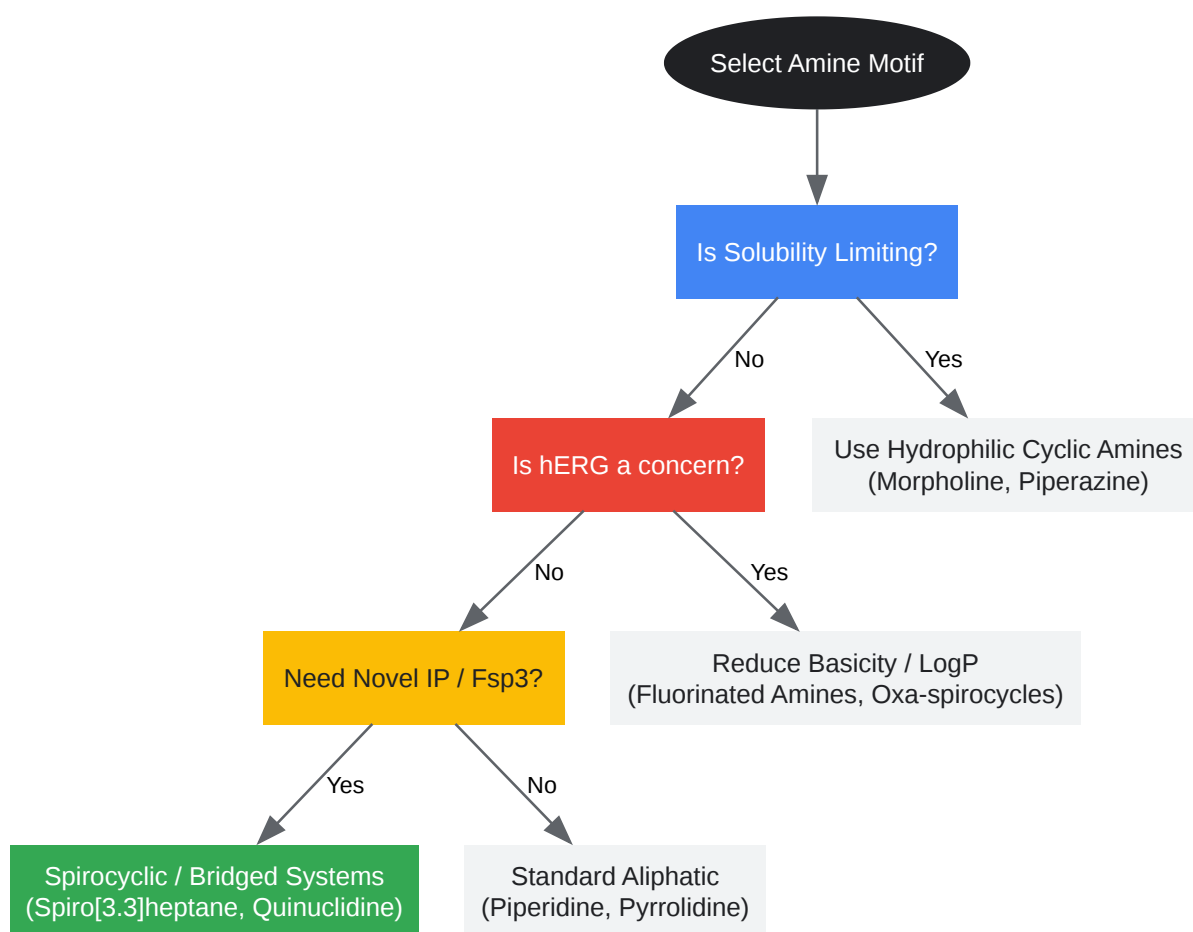 Select Amine Motif
Is Solubility Limiting?
No
Yes
Is hERG a concern?
Use Hydrophilic Cyclic Amines
(Morpholine, Piperazine)
No
Yes
Need Novel IP / Fsp3?
Reduce Basicity / LogP
(Fluorinated Amines, Oxa-spirocycles)
Yes
No
Spirocyclic / Bridged Systems
(Spiro[3.3]heptane, Quinuclidine)
Standard Aliphatic
(Piperidine, Pyrrolidine)